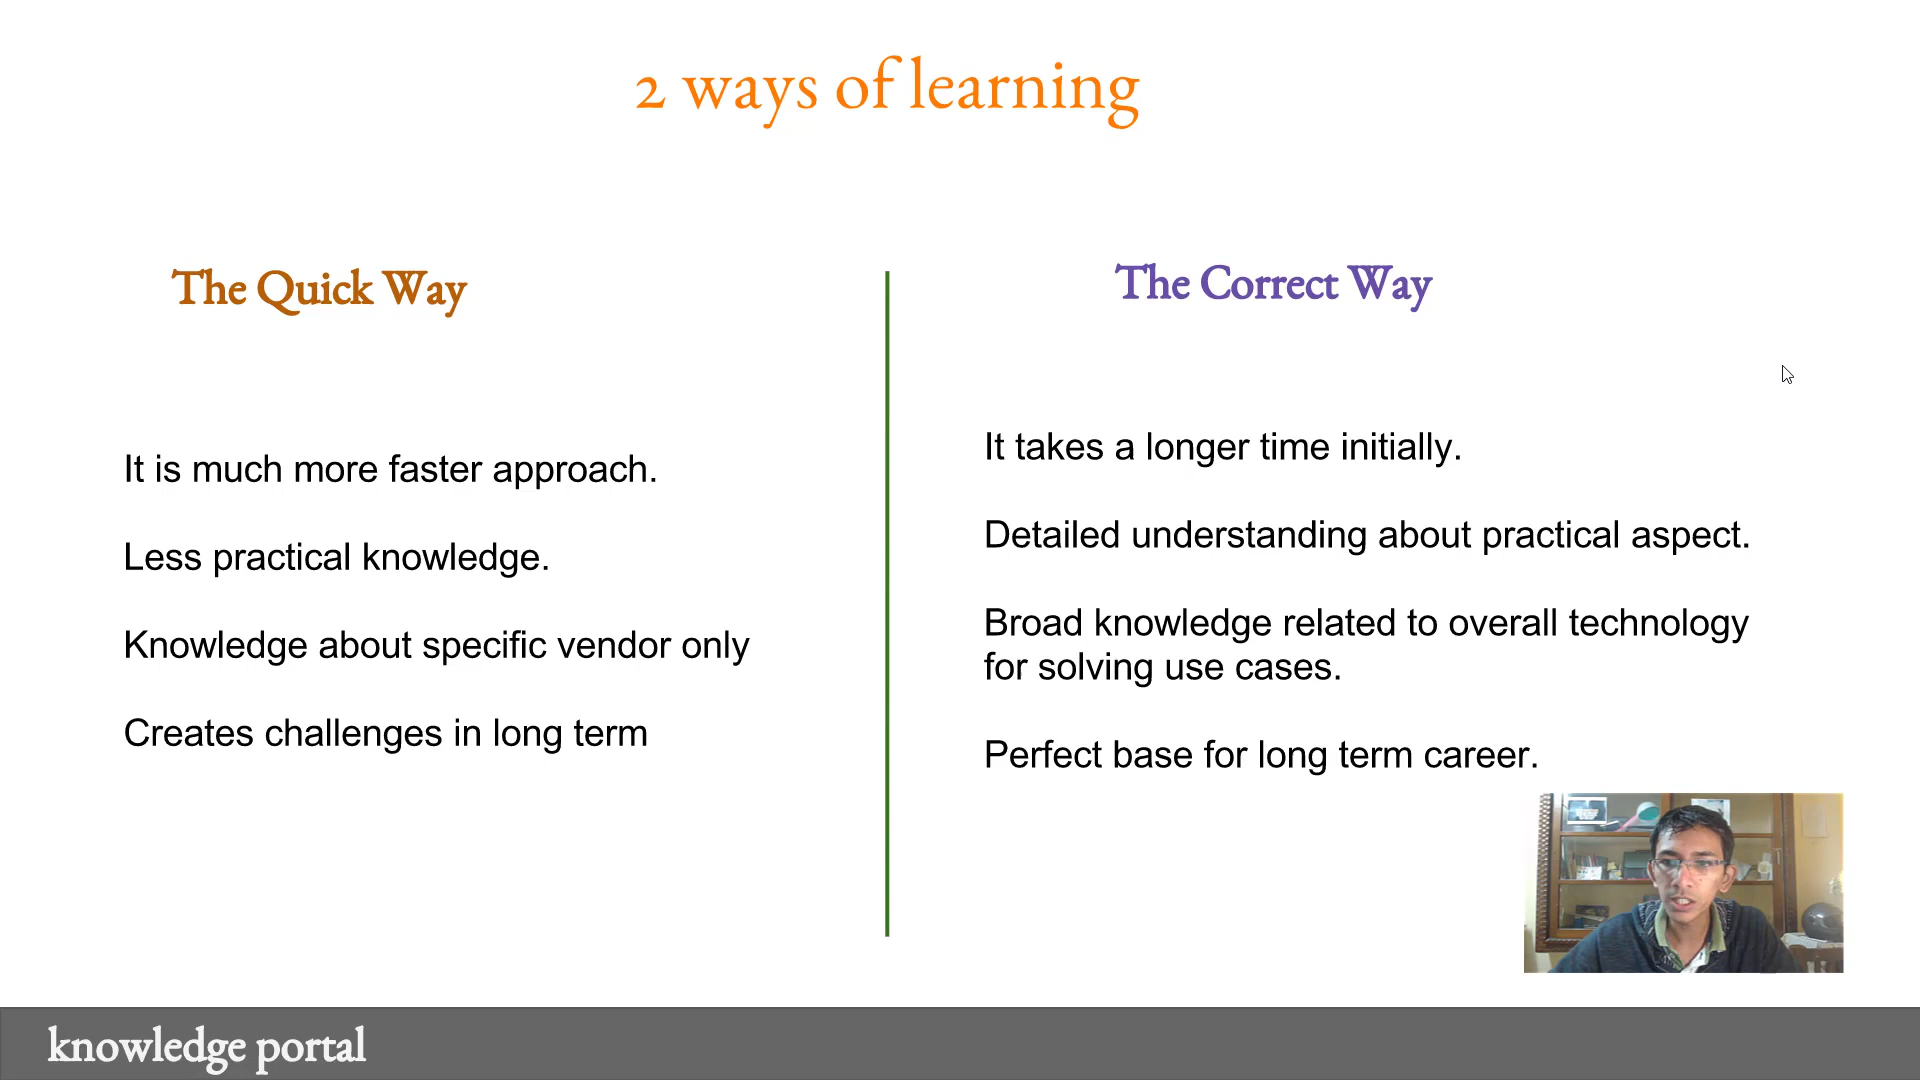 2 ways of learning
The Quick Way
It is much more faster approach.
Less practical knowledge.
Knowledge about specific vendor only
Creates challenges in long term
The Correct Way
It takes a longer time initially.
Detailed understanding about practical aspect.
Broad knowledge related to overall technology
for solving use cases.
Perfect base for long term career.
knowledge portal